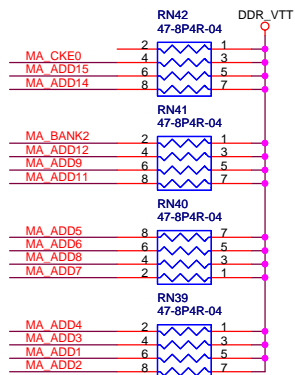 RN42 DDR_VTT
47-8P4R-04
2 1
MA_CKE0 4 3
MA_ADD15 6 5
MA_ADD14 8 7
RN41
47-8P4R-04
MA_BANK2 2 1
MA_ADD12 4 3
MA_ADD9 6 5
MA_ADD11 8 7
RN40
47-8P4R-04
MA_ADD5 8 7
MA_ADD6 6 5
MA_ADD8 4 3
MA_ADD7 2 1
RN39
47-8P4R-04
MA_ADD4 2 1
MA_ADD3 4 3
MA_ADD1 6 5
MA_ADD2 8 7